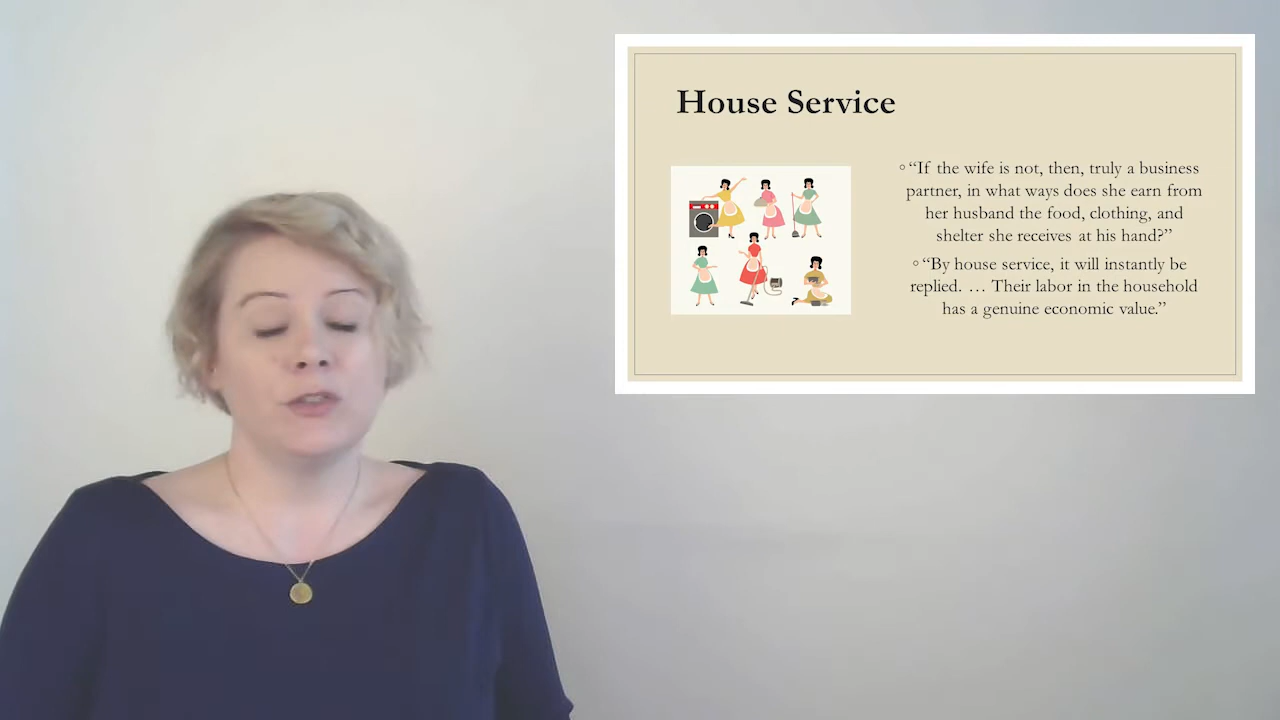 House Service
“If the wife is not, then, truly a business
partner, in what ways does she earn from
her husband the food, clothing, and
shelter she receives at his hand?”
“By house service, it will instantly be
replied. … Their labor in the household
has a genuine economic value.”